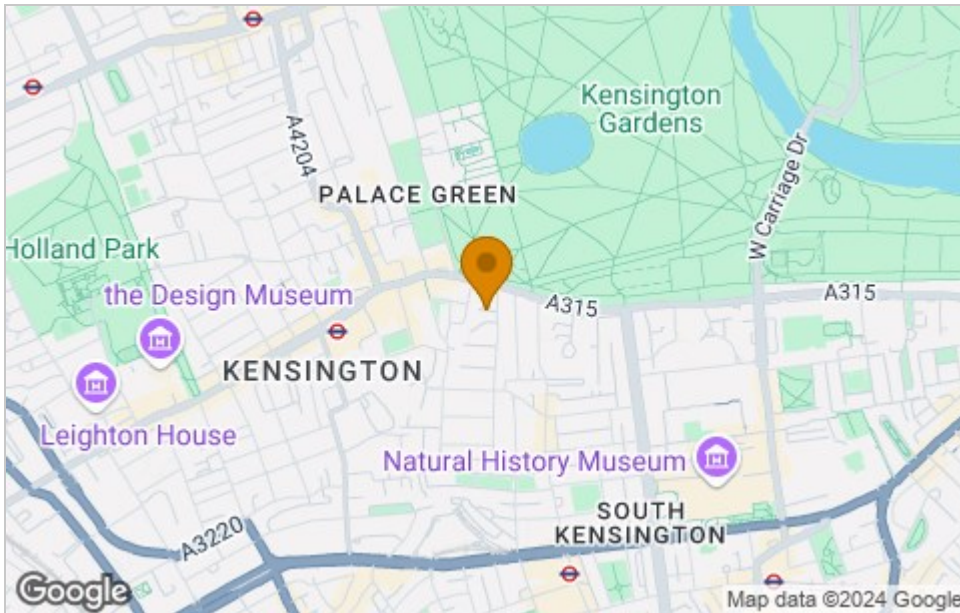 A4204
Kensington
Gardens
W Carriage Dr
PALACE GREEN
Holland Park
the Design Museum
A315
A315
KENSINGTON
Leighton House
Natural History Museum
SOUTH
KENSINGTON
A3220
Google
Map data ©2024 Google